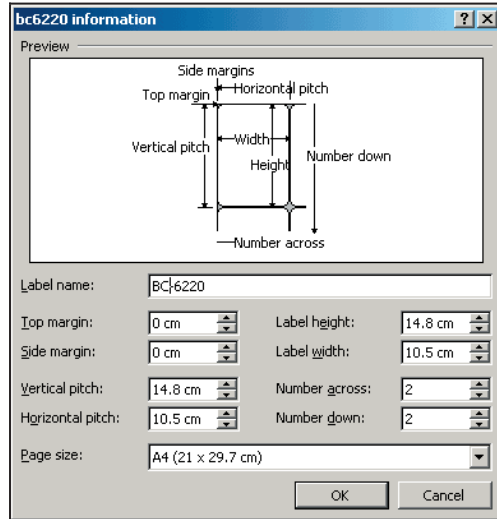 bc6220 information
Preview
Side margins
Top margin
Horizontal pitch
Vertical pitch
Width
Height
Number down
Number across
Label name: BC-6220
Top margin: 0 cm Label height: 14.8 cm
Side margin: 0 cm Label width: 10.5 cm
Vertical pitch: 14.8 cm Number across: 2
Horizontal pitch: 10.5 cm Number down: 2
Page size: A4 (21 x 29.7 cm)
OK Cancel